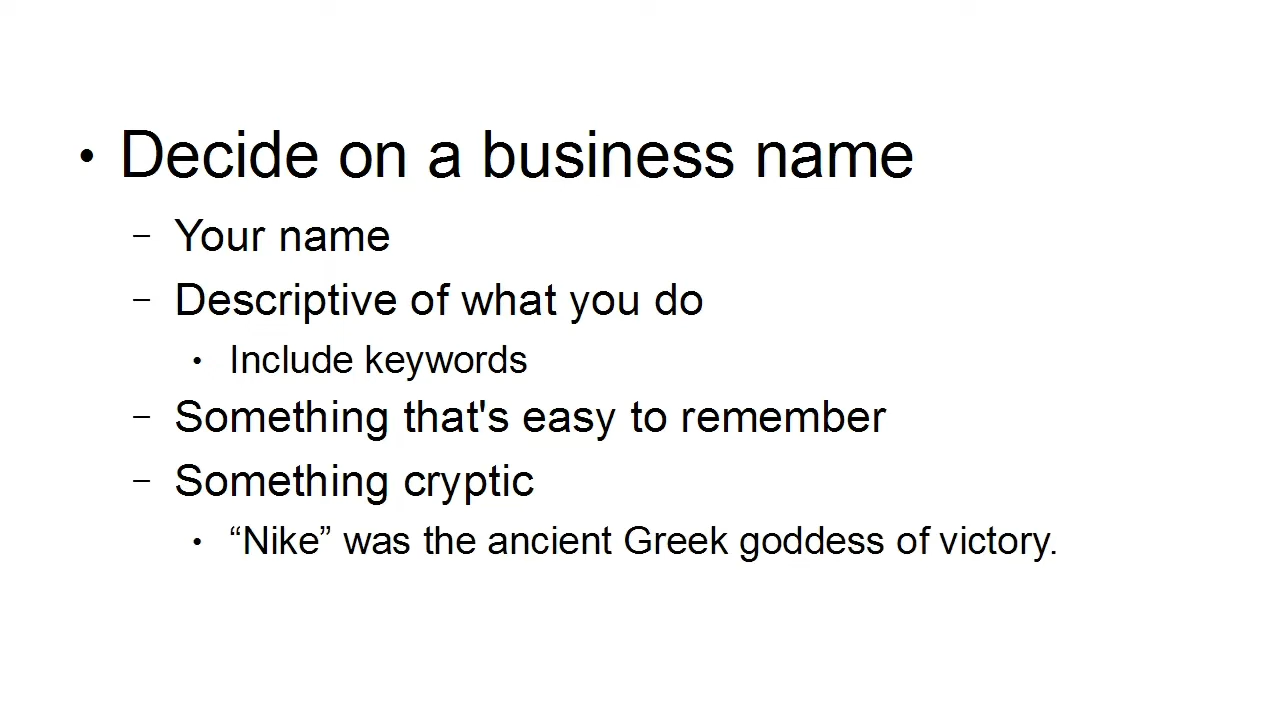 • Decide on a business name
– Your name
– Descriptive of what you do
• Include keywords
– Something that's easy to remember
– Something cryptic
• “Nike” was the ancient Greek goddess of victory.